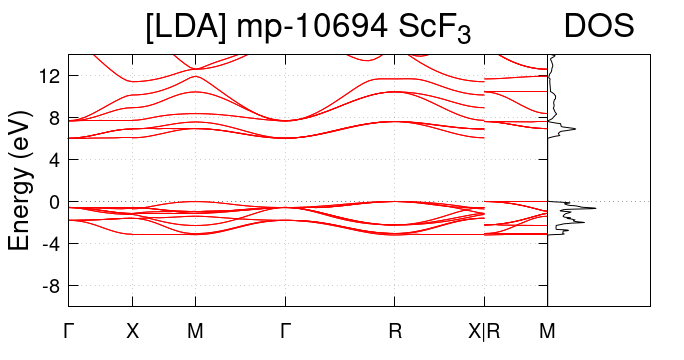 [LDA] mp-10694 ScF₃ DOS
Energy (eV)
12
8
4
0
-4
-8
Γ X M Γ R X|R M